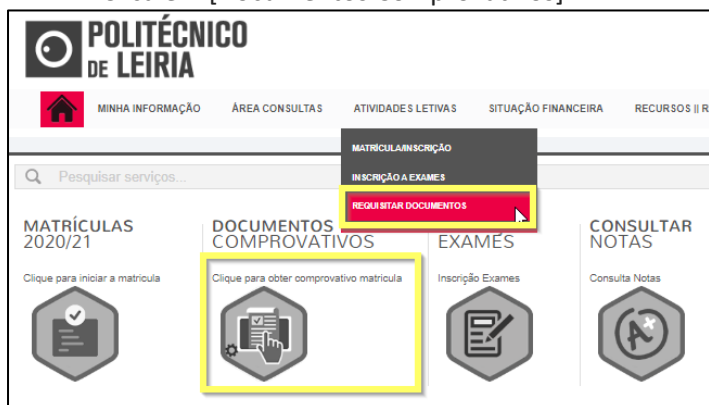 POLITÉCNICO
DE LEIRIA
MINHA INFORMAÇÃO ÁREA CONSULTAS ATIVIDADES LETIVAS SITUAÇÃO FINANCEIRA RECURSOS || R
MATRÍCULA/INSCRIÇÃO
INSCRIÇÃO A EXAMES
REQUISITAR DOCUMENTOS
Pesquisar serviços...
MATRÍCULAS
2020/21
Clique para iniciar a matricula
DOCUMENTOS
COMPROVATIVOS
Clique para obter comprovativo matricula
EXAMES
Inscrição Exames
CONSULTAR
NOTAS
Consulta Notas
A+